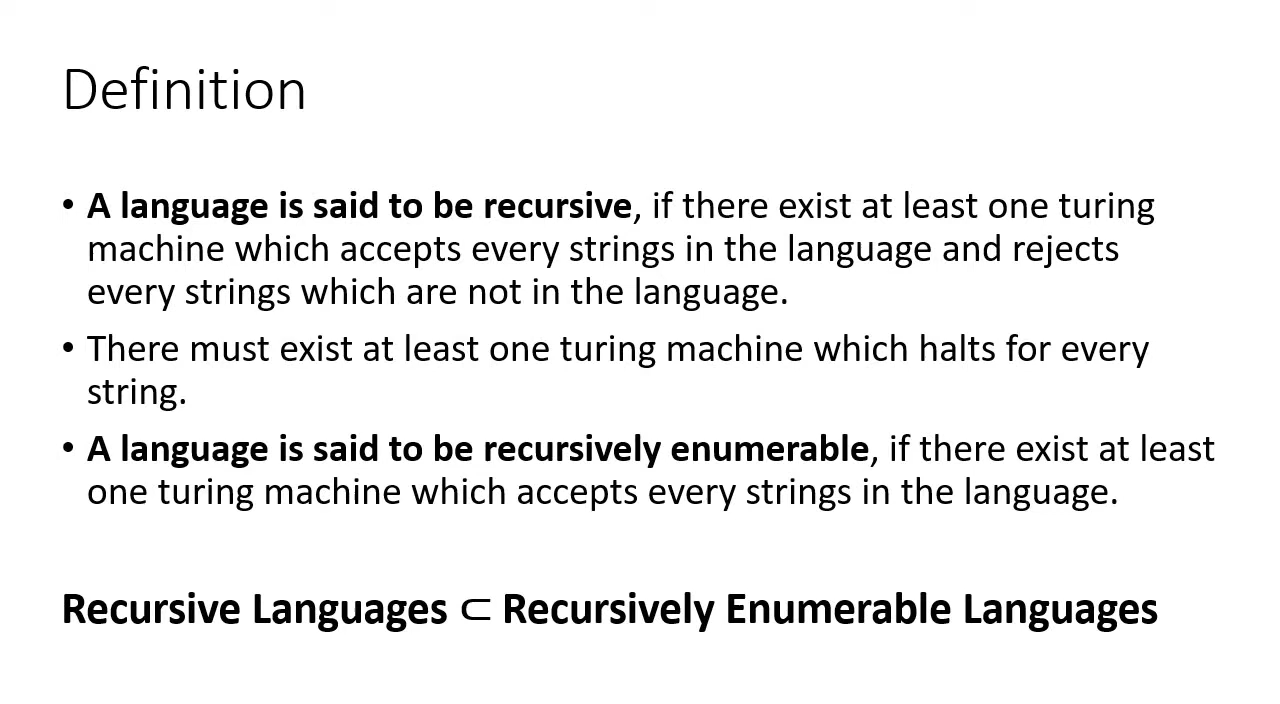 Definition
• A language is said to be recursive, if there exist at least one turing
machine which accepts every strings in the language and rejects
every strings which are not in the language.
• There must exist at least one turing machine which halts for every
string.
• A language is said to be recursively enumerable, if there exist at least
one turing machine which accepts every strings in the language.
Recursive Languages ⊂ Recursively Enumerable Languages